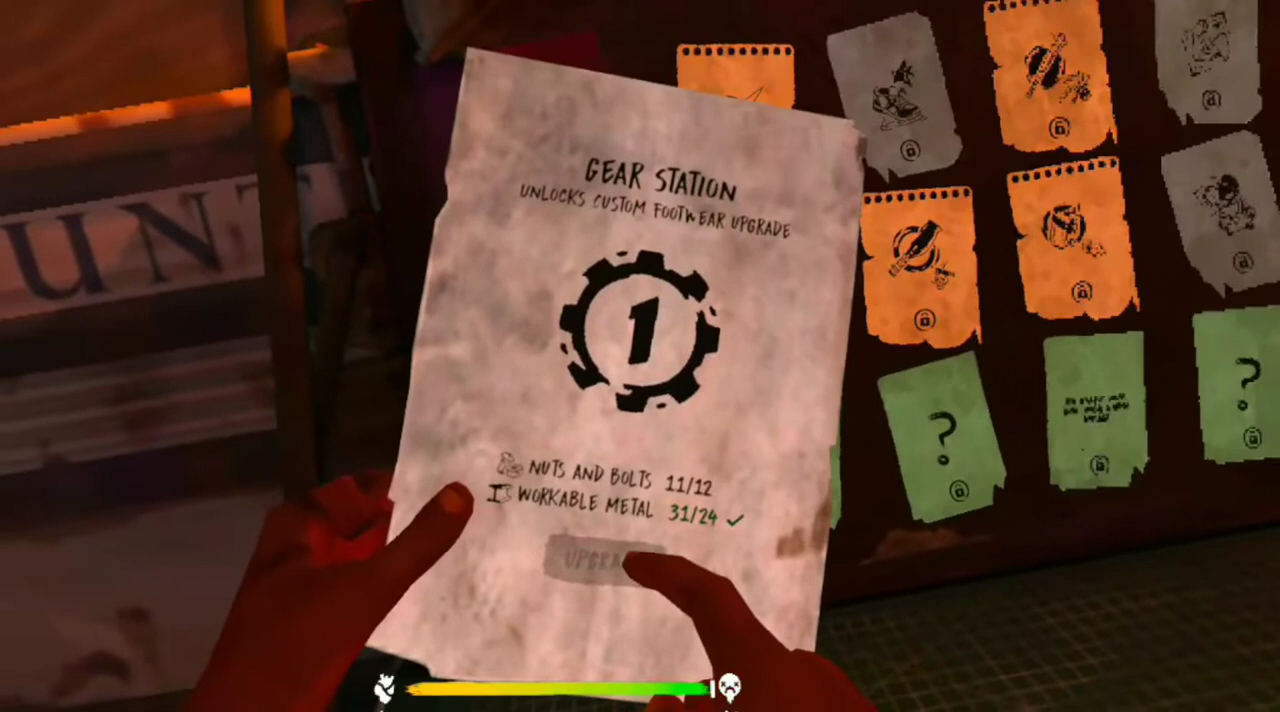 UNT
GEAR STATION
UNLOCKS CUSTOM FOOTWEAR UPGRADE
1
NUTS AND BOLTS 11/12
WORKABLE METAL 31/24 ✓
?
?